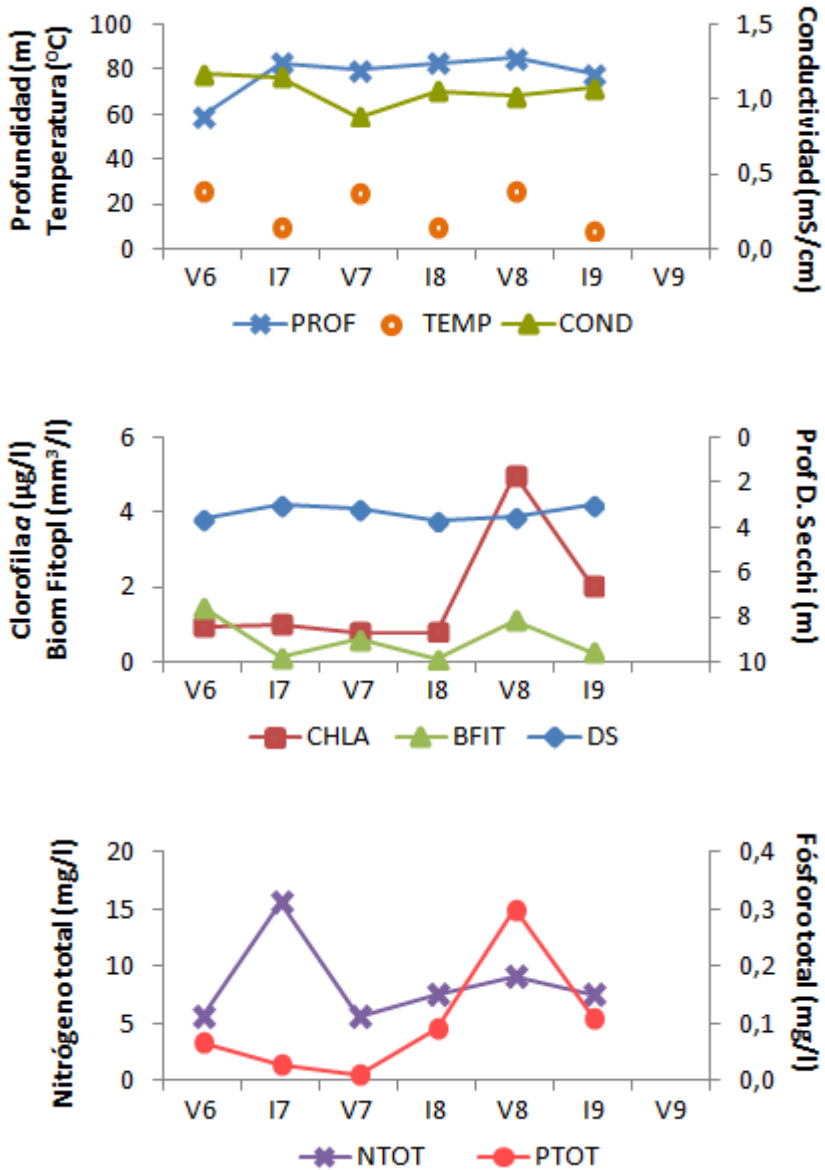 Profundidad (m)
Temperatura (ºC)
100
80
60
40
20
0
1,5
1,0
0,5
0,0
Conductividad (mS/cm)
V6 I7 V7 I8 V8 I9 V9
PROF TEMP COND
Clorofila a (µg/l)
Biom Fitopl (mm³/l)
6
4
2
0
0
2
4
6
8
10
Prof D. Secchi (m)
V6 I7 V7 I8 V8 I9
CHLA BFIT DS
Nitrógeno total (mg/l)
20
15
10
5
0
0,4
0,3
0,2
0,1
0,0
Fósforo total (mg/l)
V6 I7 V7 I8 V8 I9 V9
NTOT PTOT